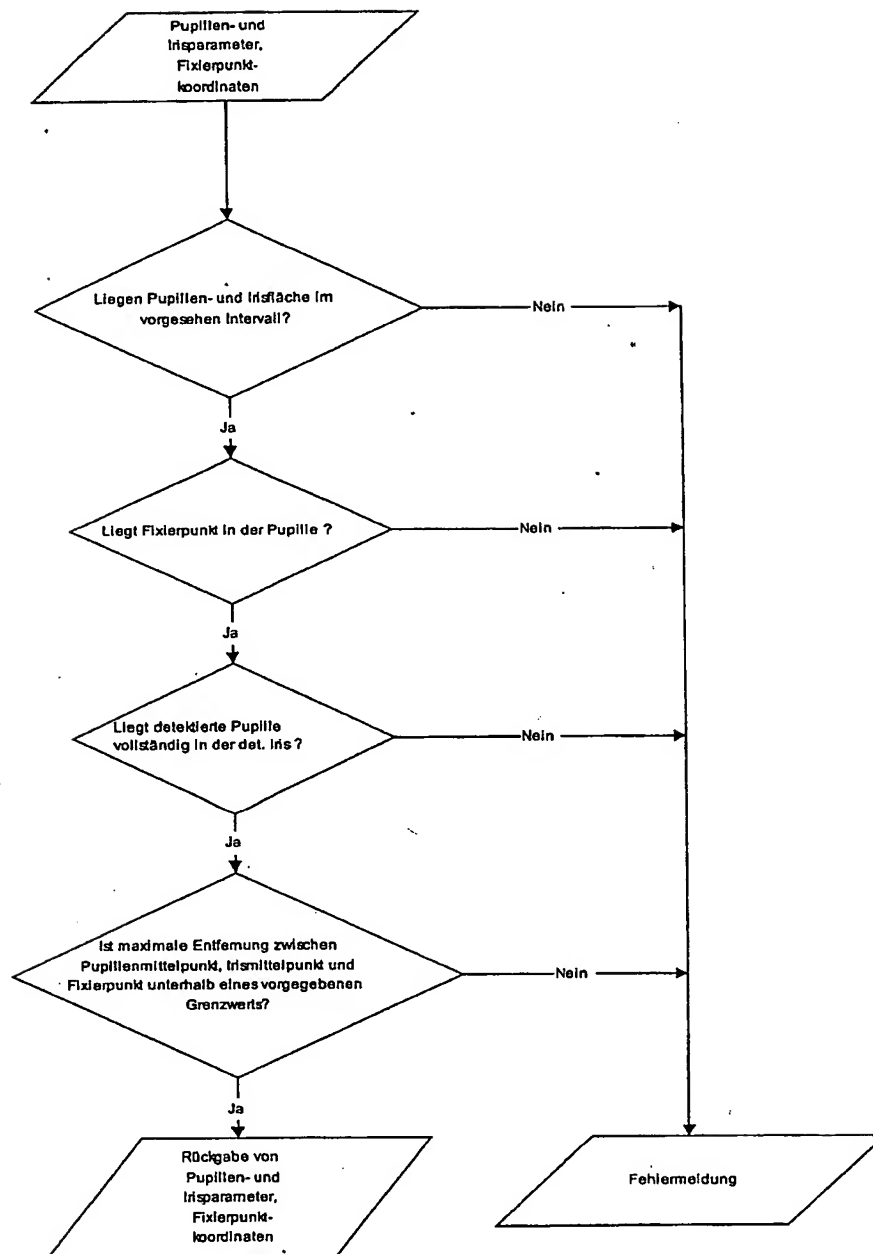 Pupillen- und
Irisparameter,
Fixierpunkt-
koordinaten
Liegen Pupillen- und Irisfläche im
vorgesehen Intervall?
Nein
Ja
Liegt Fixierpunkt in der Pupille ?
Nein
Ja
Liegt detektierte Pupille
vollständig in der det. Iris ?
Nein
Ja
Ist maximale Entfernung zwischen
Pupillenmittelpunkt, Irismittelpunkt und
Fixierpunkt unterhalb eines vorgegebenen
Grenzwerts?
Nein
Ja
Rückgabe von
Pupillen- und
Irisparameter,
Fixierpunkt-
koordinaten
Fehlermeldung